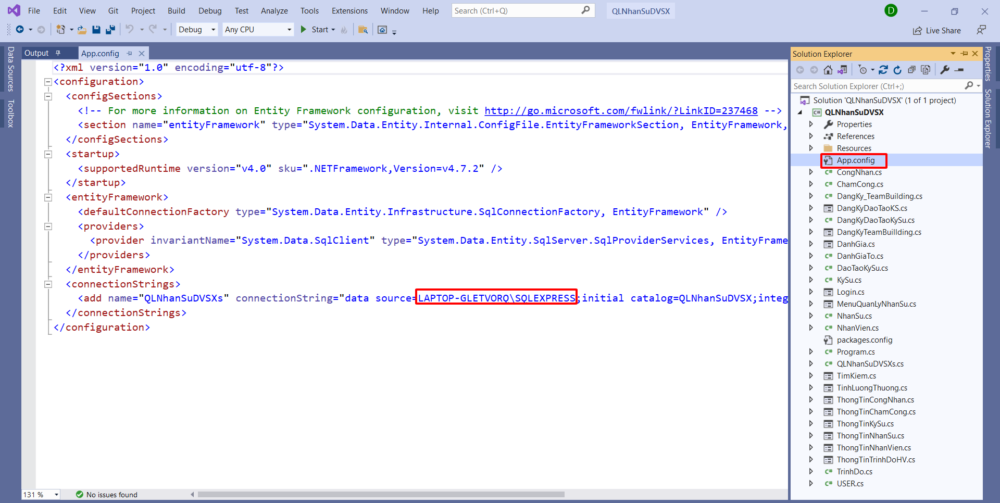 File Edit View Git Project Build Debug Test Analyze Tools Extensions Window Help Search (Ctrl+Q) QLNhanSuDVSX D
Debug Any CPU Start Live Share
Data Sources
Toolbox
Output App.config
<?xml version="1.0" encoding="utf-8"?>
<configuration>
<configSections>
<!-- For more information on Entity Framework configuration, visit http://go.microsoft.com/fwlink/?LinkID=237468 -->
<section name="entityFramework" type="System.Data.Entity.Internal.ConfigFile.EntityFrameworkSection, EntityFramework,
</configSections>
<startup>
<supportedRuntime version="v4.0" sku=".NETFramework,Version=v4.7.2" />
</startup>
<entityFramework>
<defaultConnectionFactory type="System.Data.Entity.Infrastructure.SqlConnectionFactory, EntityFramework" />
<providers>
<provider invariantName="System.Data.SqlClient" type="System.Data.Entity.SqlServer.SqlProviderServices, EntityFrame
</providers>
</entityFramework>
<connectionStrings>
<add name="QLNhanSuDVSXs" connectionString="data source=LAPTOP-GLETVORQ\SQLEXPRESS;initial catalog=QLNhanSuDVSX;integ
</connectionStrings>
</configuration>
131 % No issues found
Solution Explorer
Search Solution Explorer (Ctrl+;)
Solution 'QLNhanSuDVSX' (1 of 1 project)
QLNhanSuDVSX
Properties
References
Resources
App.config
CongNhan.cs
ChamCong.cs
DangKy_TeamBuilding.cs
DangKyDaoTaoKS.cs
DangKyDaoTaoKySu.cs
DangKyTeamBuillding.cs
DanhGia.cs
DanhGiaTo.cs
DaoTaoKySu.cs
KySu.cs
Login.cs
MenuQuanLyNhanSu.cs
NhanSu.cs
NhanVien.cs
packages.config
Program.cs
QLNhanSuDVSXs.cs
TimKiem.cs
TinhLuongThuong.cs
ThongTinCongNhan.cs
ThongTinChamCong.cs
ThongTinKySu.cs
ThongTinNhanSu.cs
ThongTinNhanVien.cs
ThongTinTrinhDoHV.cs
TrinhDo.cs
USER.cs
Properties
Solution Explorer